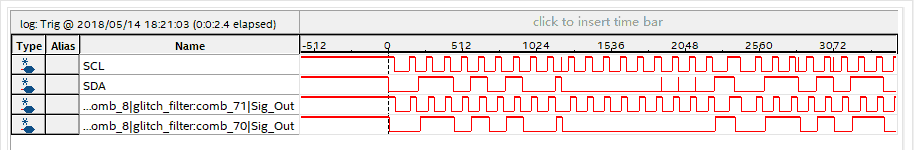 log: Trig @ 2018/05/14 18:21:03 (0:0:2.4 elapsed) click to insert time bar
Type Alias Name -512 0 512 1024 1536 2048 2560 3072
SCL
SDA
...omb_8|glitch_filter:comb_71|Sig_Out
...omb_8|glitch_filter:comb_70|Sig_Out